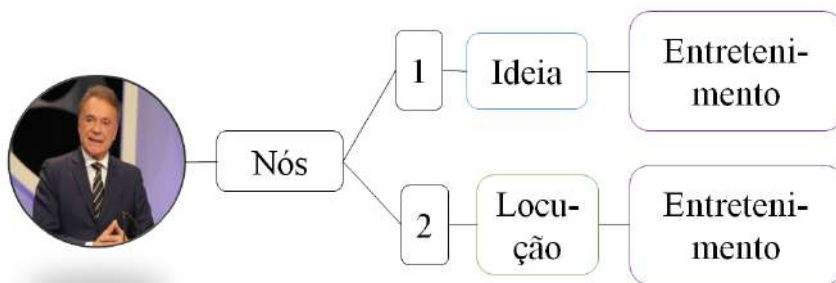 Nós
1
Ideia
Entreteni-
mento
2
Locu-
ção
Entreteni-
mento